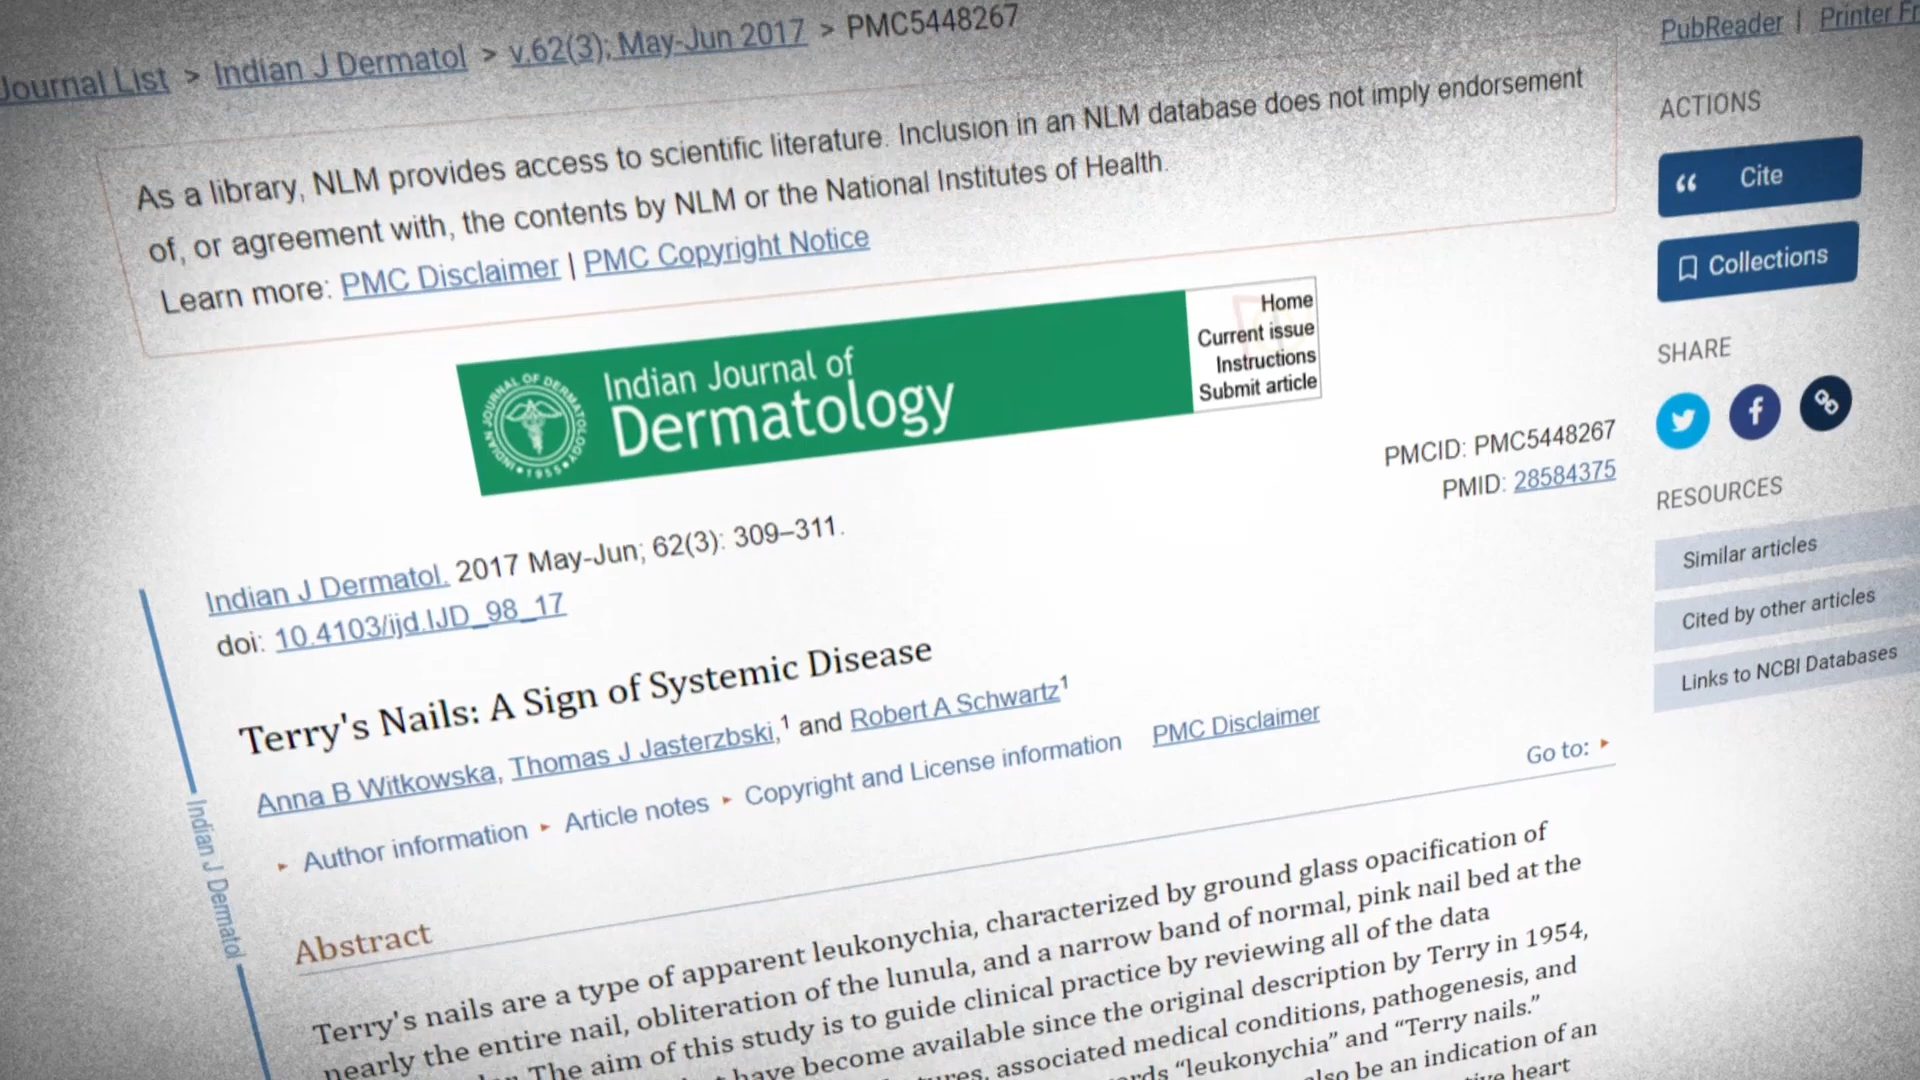 Journal List > Indian J Dermatol > v.62(3); May-Jun 2017 > PMC5448267
PubReader | Printer Fr
As a library, NLM provides access to scientific literature. Inclusion in an NLM database does not imply endorsement
of, or agreement with, the contents by NLM or the National Institutes of Health.
Learn more: PMC Disclaimer | PMC Copyright Notice
ACTIONS
Cite
Collections
SHARE
RESOURCES
Similar articles
Cited by other articles
Links to NCBI Databases
INDIAN JOURNAL OF DERMATOLOGY
1955
Indian Journal of
Dermatology
Home
Current issue
Instructions
Submit article
PMCID: PMC5448267
PMID: 28584375
Indian J Dermatol. 2017 May-Jun; 62(3): 309–311.
doi: 10.4103/ijd.IJD_98_17
Terry's Nails: A Sign of Systemic Disease
Anna B Witkowska, Thomas J Jasterzbski,1 and Robert A Schwartz1
Author information Article notes Copyright and License information PMC Disclaimer
Go to:
Indian J Dermatol
Abstract
Terry's nails are a type of apparent leukonychia, characterized by ground glass opacification of
nearly the entire nail, obliteration of the lunula, and a narrow band of normal, pink nail bed at the
The aim of this study is to guide clinical practice by reviewing all of the data
have become available since the original description by Terry in 1954,
associated medical conditions, pathogenesis, and
“leukonychia” and “Terry nails.”
be an indication of an
heart